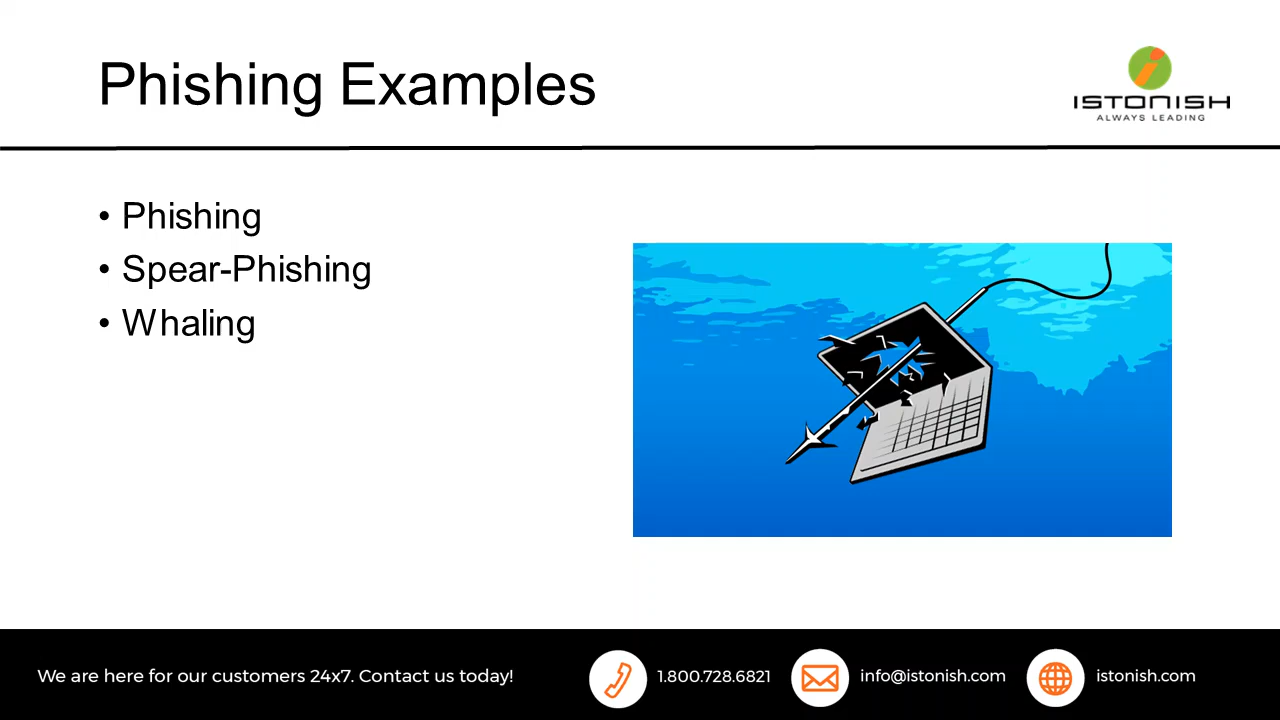 Phishing Examples
ISTONISH
ALWAYS LEADING
• Phishing
• Spear-Phishing
• Whaling
We are here for our customers 24x7. Contact us today!
1.800.728.6821
info@istonish.com
istonish.com